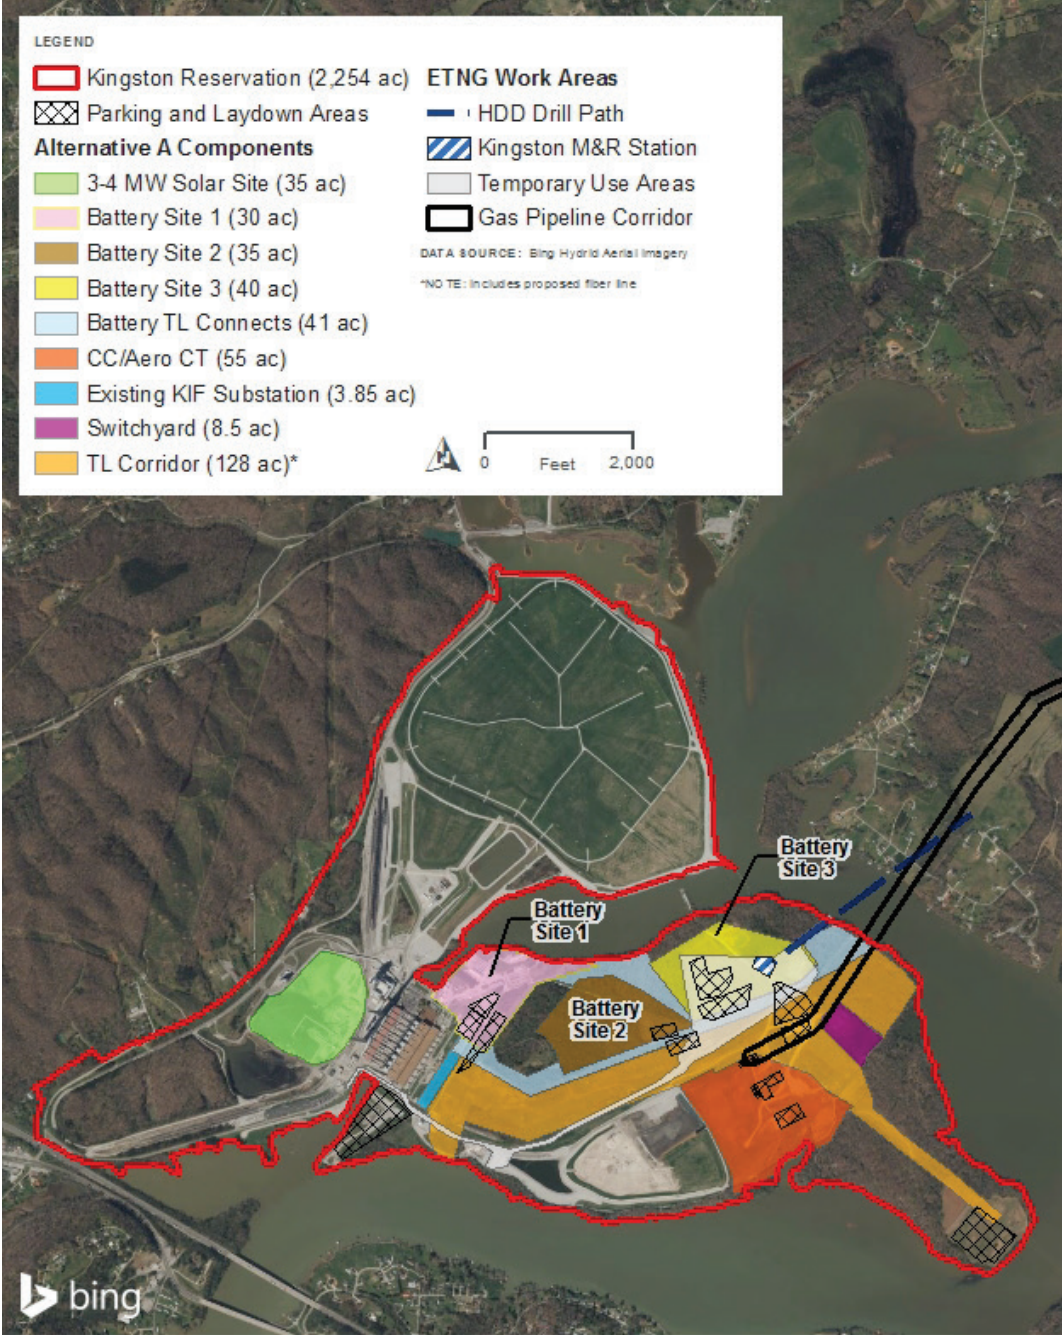 LEGEND
Kingston Reservation (2,254 ac)
Parking and Laydown Areas
Alternative A Components
3-4 MW Solar Site (35 ac)
Battery Site 1 (30 ac)
Battery Site 2 (35 ac)
Battery Site 3 (40 ac)
Battery TL Connects (41 ac)
CC/Aero CT (55 ac)
Existing KIF Substation (3.85 ac)
Switchyard (8.5 ac)
TL Corridor (128 ac)*
ETNG Work Areas
HDD Drill Path
Kingston M&R Station
Temporary Use Areas
Gas Pipeline Corridor
DATA SOURCE: Bing Hydrid Aerial Imagery
*NOTE: Includes proposed fiber line
N
0 Feet 2,000
Battery
Site 3
Battery
Site 1
Battery
Site 2
bing